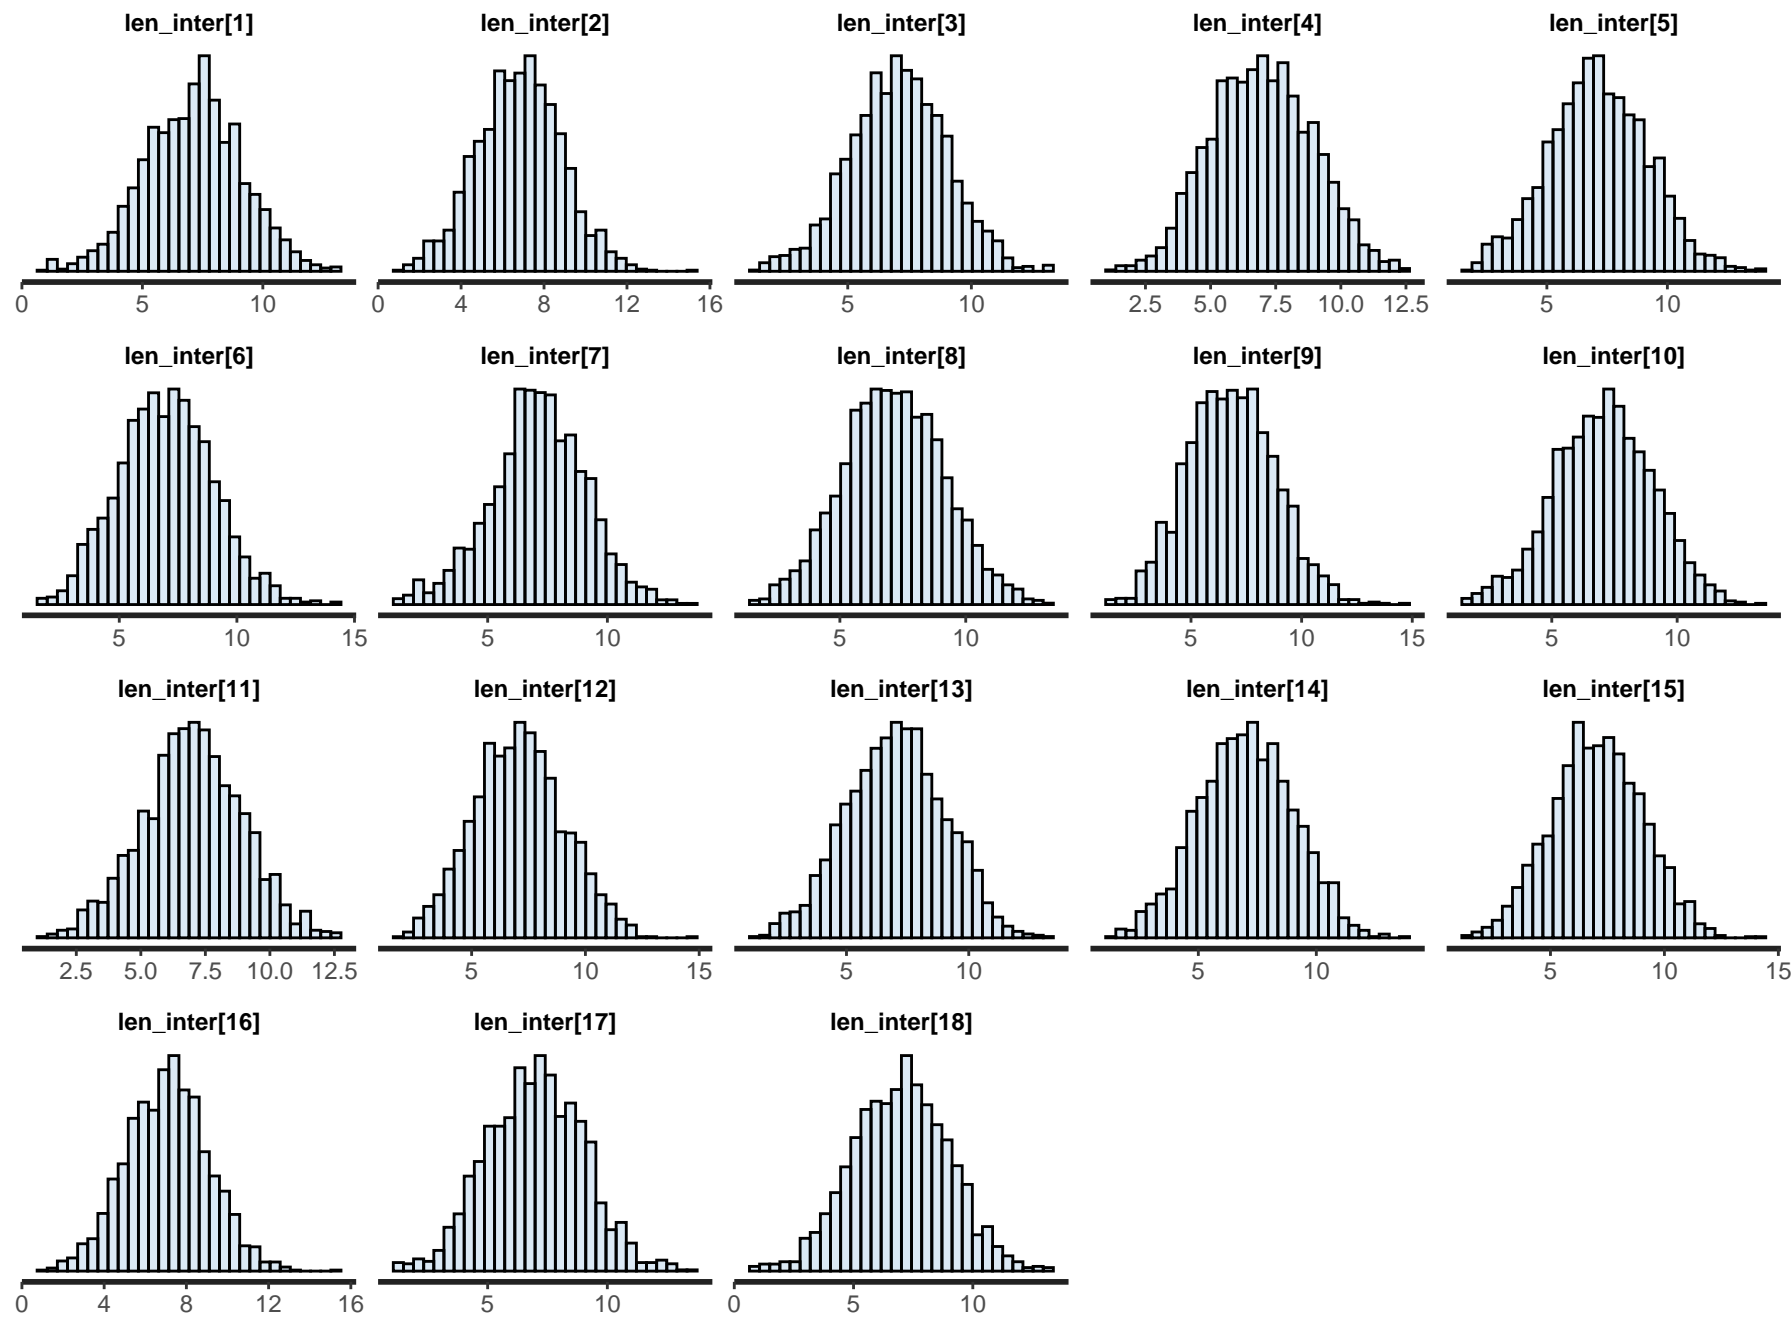 len_inter[1] len_inter[2] len_inter[3] len_inter[4] len_inter[5]
0 5 10 0 4 8 12 16 5 10 2.5 5.0 7.5 10.0 12.5 5 10
len_inter[6] len_inter[7] len_inter[8] len_inter[9] len_inter[10]
5 10 15 5 10 5 10 5 10 15 5 10
len_inter[11] len_inter[12] len_inter[13] len_inter[14] len_inter[15]
2.5 5.0 7.5 10.0 12.5 5 10 15 5 10 5 10 5 10 15
len_inter[16] len_inter[17] len_inter[18]
0 4 8 12 16 5 10 0 5 10